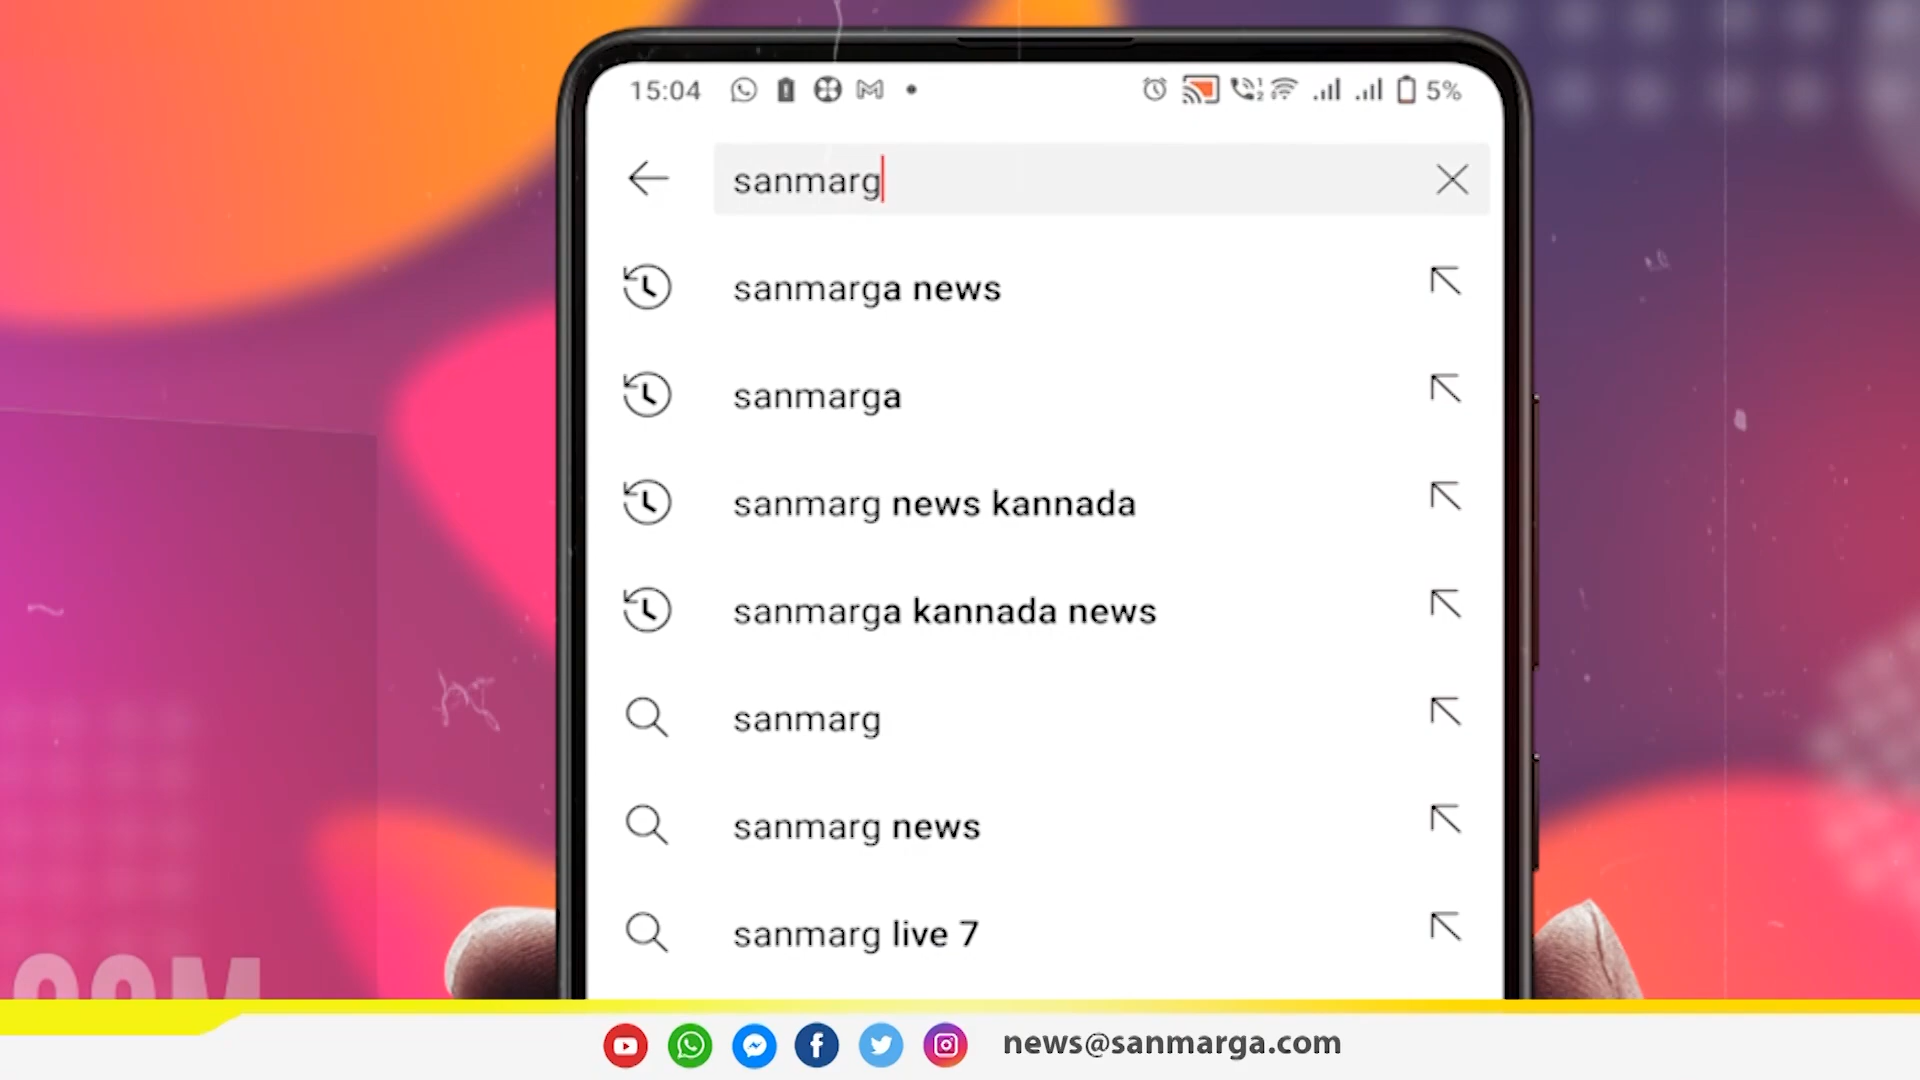 15:04
5%
sanmarg
sanmarga news
sanmarga
sanmarg news kannada
sanmarga kannada news
sanmarg
sanmarg news
sanmarg live 7
news@sanmarga.com